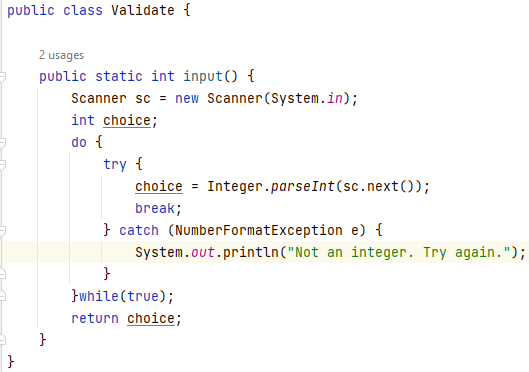 public class Validate {
2 usages
    public static int input() {
        Scanner sc = new Scanner(System.in);
        int choice;
        do {
            try {
                choice = Integer.parseInt(sc.next());
                break;
            } catch (NumberFormatException e) {
                System.out.println("Not an integer. Try again.");
            }
        }while(true);
        return choice;
    }
}